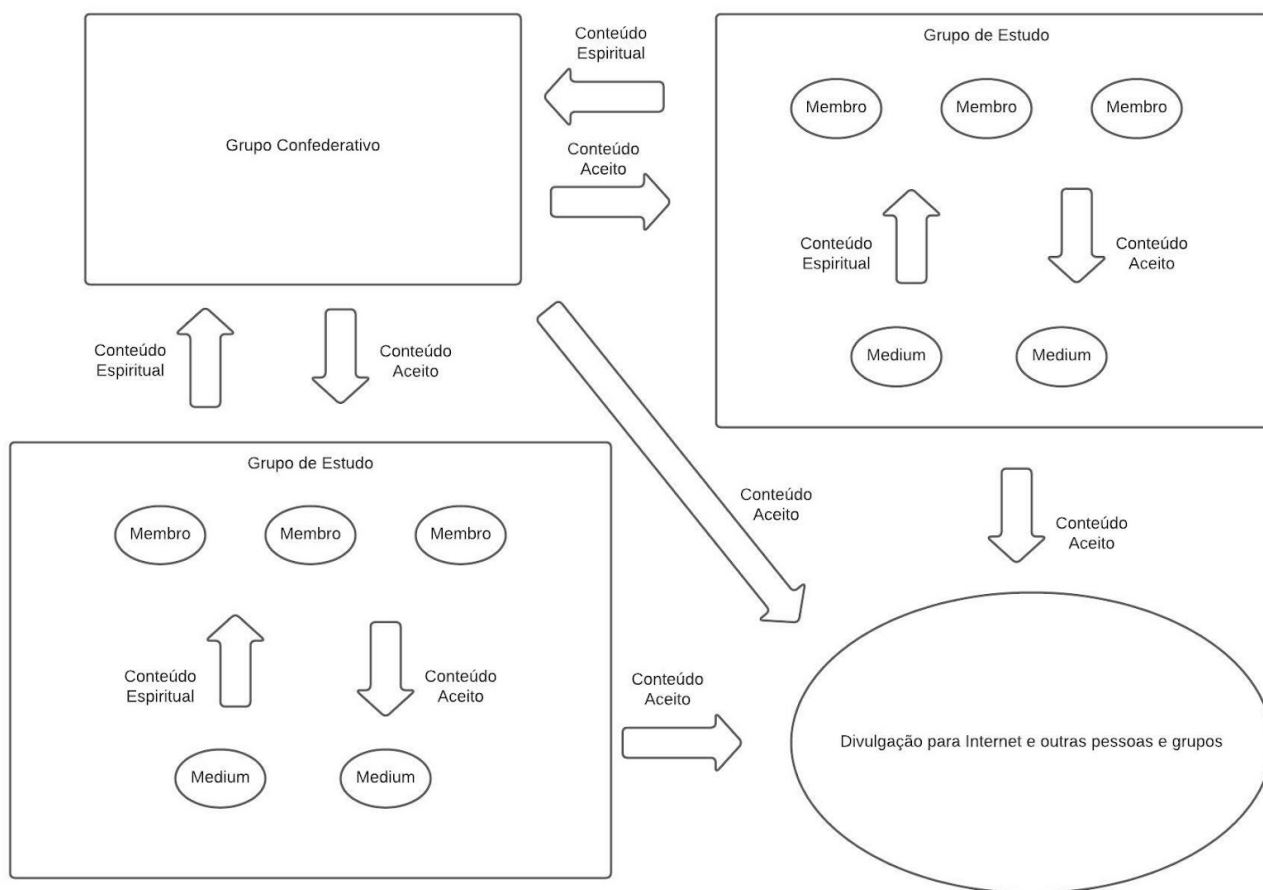 Conteúdo
Espiritual
Grupo de Estudo
Membro
Membro
Membro
Grupo Confederativo
Conteúdo
Aceito
Conteúdo
Espiritual
Conteúdo
Aceito
Medium
Medium
Conteúdo
Espiritual
Conteúdo
Aceito
Grupo de Estudo
Membro
Membro
Membro
Conteúdo
Aceito
Conteúdo
Aceito
Conteúdo
Espiritual
Conteúdo
Aceito
Conteúdo
Aceito
Medium
Medium
Divulgação para Internet e outras pessoas e grupos